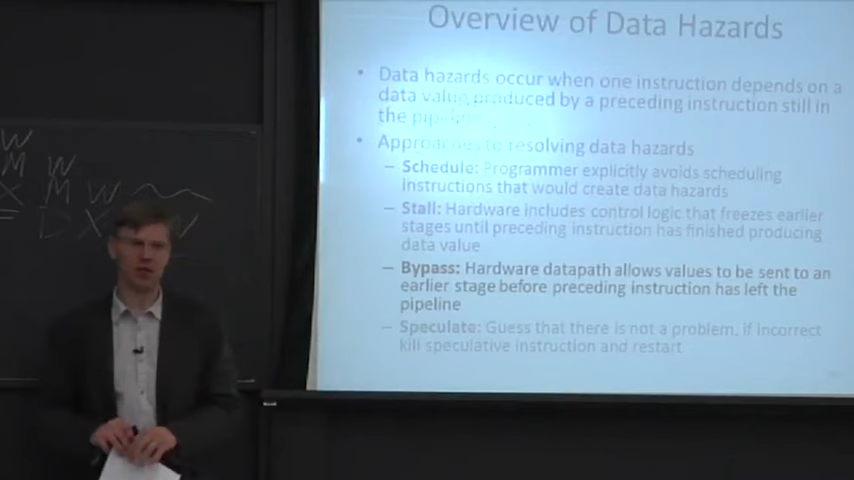 Overview of Data Hazards
• Data hazards occur when one instruction depends on a
data value produced by a preceding instruction still in
the pipeline
• Approaches to resolving data hazards
– Schedule: Programmer explicitly avoids scheduling
instructions that would create data hazards
– Stall: Hardware includes control logic that freezes earlier
stages until preceding instruction has finished producing
data value
– Bypass: Hardware datapath allows values to be sent to an
earlier stage before preceding instruction has left the
pipeline
– Speculate: Guess that there is not a problem, if incorrect
kill speculative instruction and restart
W
M W
X M W
D X W